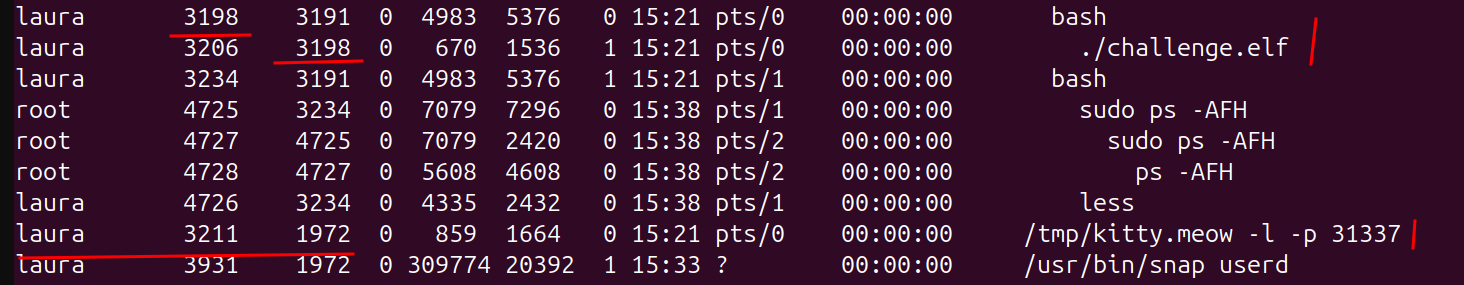 laura 3198 3191 0 4983 5376 0 15:21 pts/0 00:00:00 bash
laura 3206 3198 0 670 1536 1 15:21 pts/0 00:00:00 ./challenge.elf
laura 3234 3191 0 4983 5376 1 15:21 pts/1 00:00:00 bash
root 4725 3234 0 7079 7296 0 15:38 pts/1 00:00:00 sudo ps -AFH
root 4727 4725 0 7079 2420 0 15:38 pts/2 00:00:00 sudo ps -AFH
root 4728 4727 0 5608 4608 0 15:38 pts/2 00:00:00 ps -AFH
laura 4726 3234 0 4335 2432 0 15:38 pts/1 00:00:00 less
laura 3211 1972 0 859 1664 0 15:21 pts/0 00:00:00 /tmp/kitty.meow -l -p 31337
laura 3931 1972 0 309774 20392 1 15:33 ? 00:00:00 /usr/bin/snap userd